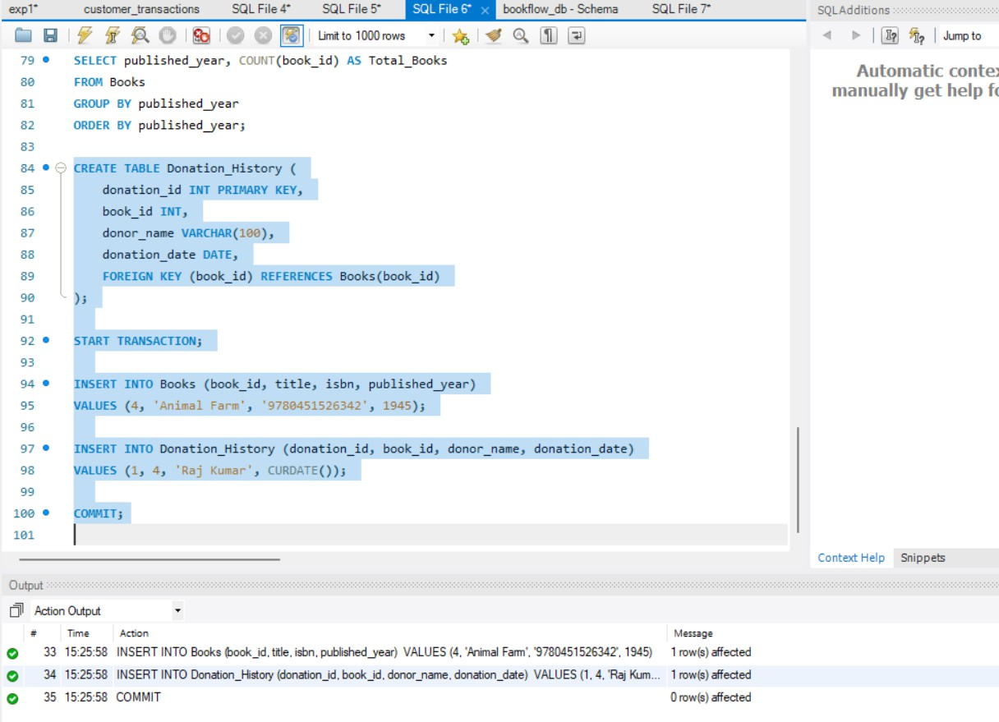 exp1* customer_transactions SQL File 4* SQL File 5* SQL File 6* × bookflow_db - Schema SQL File 7* SQLAdditions
Limit to 1000 rows Jump to
Automatic contex
manually get help fo
79 SELECT published_year, COUNT(book_id) AS Total_Books
80 FROM Books
81 GROUP BY published_year
82 ORDER BY published_year;
83
84 CREATE TABLE Donation_History (
85 donation_id INT PRIMARY KEY,
86 book_id INT,
87 donor_name VARCHAR(100),
88 donation_date DATE,
89 FOREIGN KEY (book_id) REFERENCES Books(book_id)
90 );
91
92 START TRANSACTION;
93
94 INSERT INTO Books (book_id, title, isbn, published_year)
95 VALUES (4, 'Animal Farm', '9780451526342', 1945);
96
97 INSERT INTO Donation_History (donation_id, book_id, donor_name, donation_date)
98 VALUES (1, 4, 'Raj Kumar', CURDATE());
99
100 COMMIT;
101
Context Help Snippets
Output
Action Output
# Time Action Message
33 15:25:58 INSERT INTO Books (book_id, title, isbn, published_year) VALUES (4, 'Animal Farm', '9780451526342', 1945) 1 row(s) affected
34 15:25:58 INSERT INTO Donation_History (donation_id, book_id, donor_name, donation_date) VALUES (1, 4, 'Raj Kum... 1 row(s) affected
35 15:25:58 COMMIT 0 row(s) affected